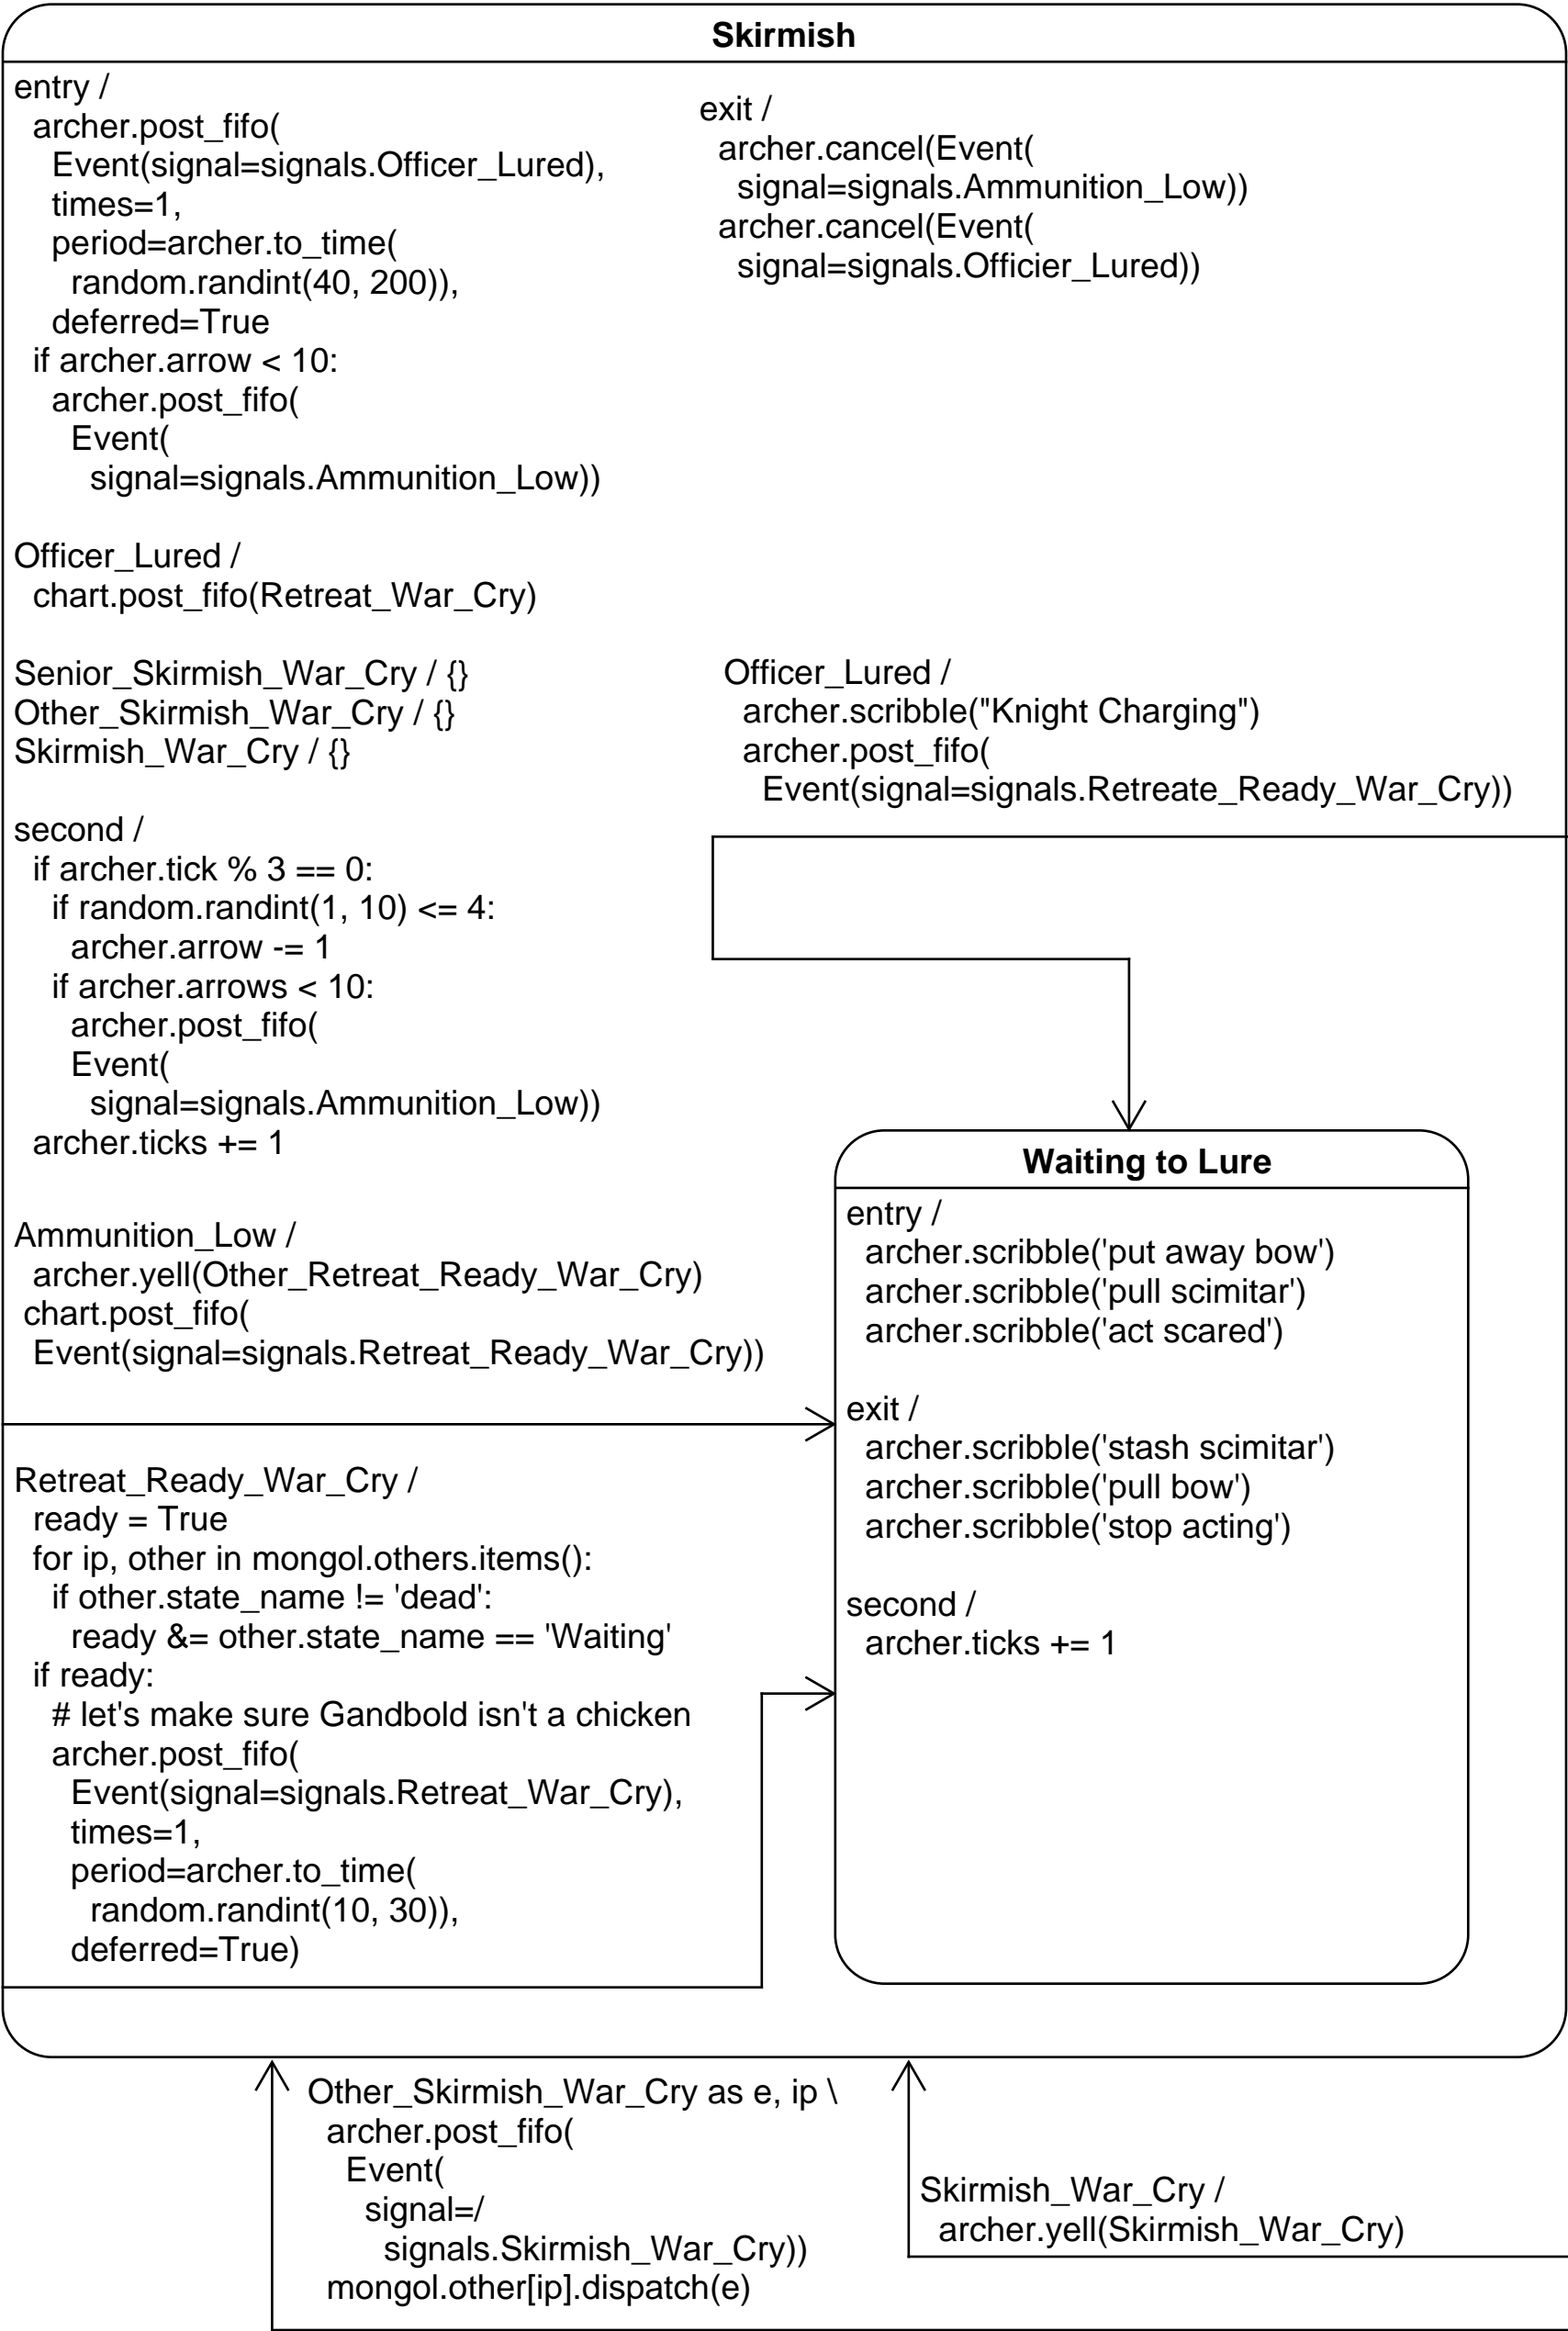 Skirmish
entry /
archer.post_fifo(
Event(signal=signals.Officer_Lured),
times=1,
period=archer.to_time(
random.randint(40, 200)),
deferred=True
if archer.arrow < 10:
archer.post_fifo(
Event(
signal=signals.Ammunition_Low))
exit /
archer.cancel(Event(
signal=signals.Ammunition_Low))
archer.cancel(Event(
signal=signals.Officier_Lured))
Officer_Lured /
chart.post_fifo(Retreat_War_Cry)
Senior_Skirmish_War_Cry / {}
Other_Skirmish_War_Cry / {}
Skirmish_War_Cry / {}
Officer_Lured /
archer.scribble("Knight Charging")
archer.post_fifo(
Event(signal=signals.Retreate_Ready_War_Cry))
second /
if archer.tick % 3 == 0:
if random.randint(1, 10) <= 4:
archer.arrow -= 1
if archer.arrows < 10:
archer.post_fifo(
Event(
signal=signals.Ammunition_Low))
archer.ticks += 1
Ammunition_Low /
archer.yell(Other_Retreat_Ready_War_Cry)
chart.post_fifo(
Event(signal=signals.Retreat_Ready_War_Cry))
Retreat_Ready_War_Cry /
ready = True
for ip, other in mongol.others.items():
if other.state_name != 'dead':
ready &= other.state_name == 'Waiting'
if ready:
# let's make sure Gandbold isn't a chicken
archer.post_fifo(
Event(signal=signals.Retreat_War_Cry),
times=1,
period=archer.to_time(
random.randint(10, 30)),
deferred=True)
Waiting to Lure
entry /
archer.scribble('put away bow')
archer.scribble('pull scimitar')
archer.scribble('act scared')
exit /
archer.scribble('stash scimitar')
archer.scribble('pull bow')
archer.scribble('stop acting')
second /
archer.ticks += 1
Other_Skirmish_War_Cry as e, ip \
archer.post_fifo(
Event(
signal=/
signals.Skirmish_War_Cry))
mongol.other[ip].dispatch(e)
Skirmish_War_Cry /
archer.yell(Skirmish_War_Cry)